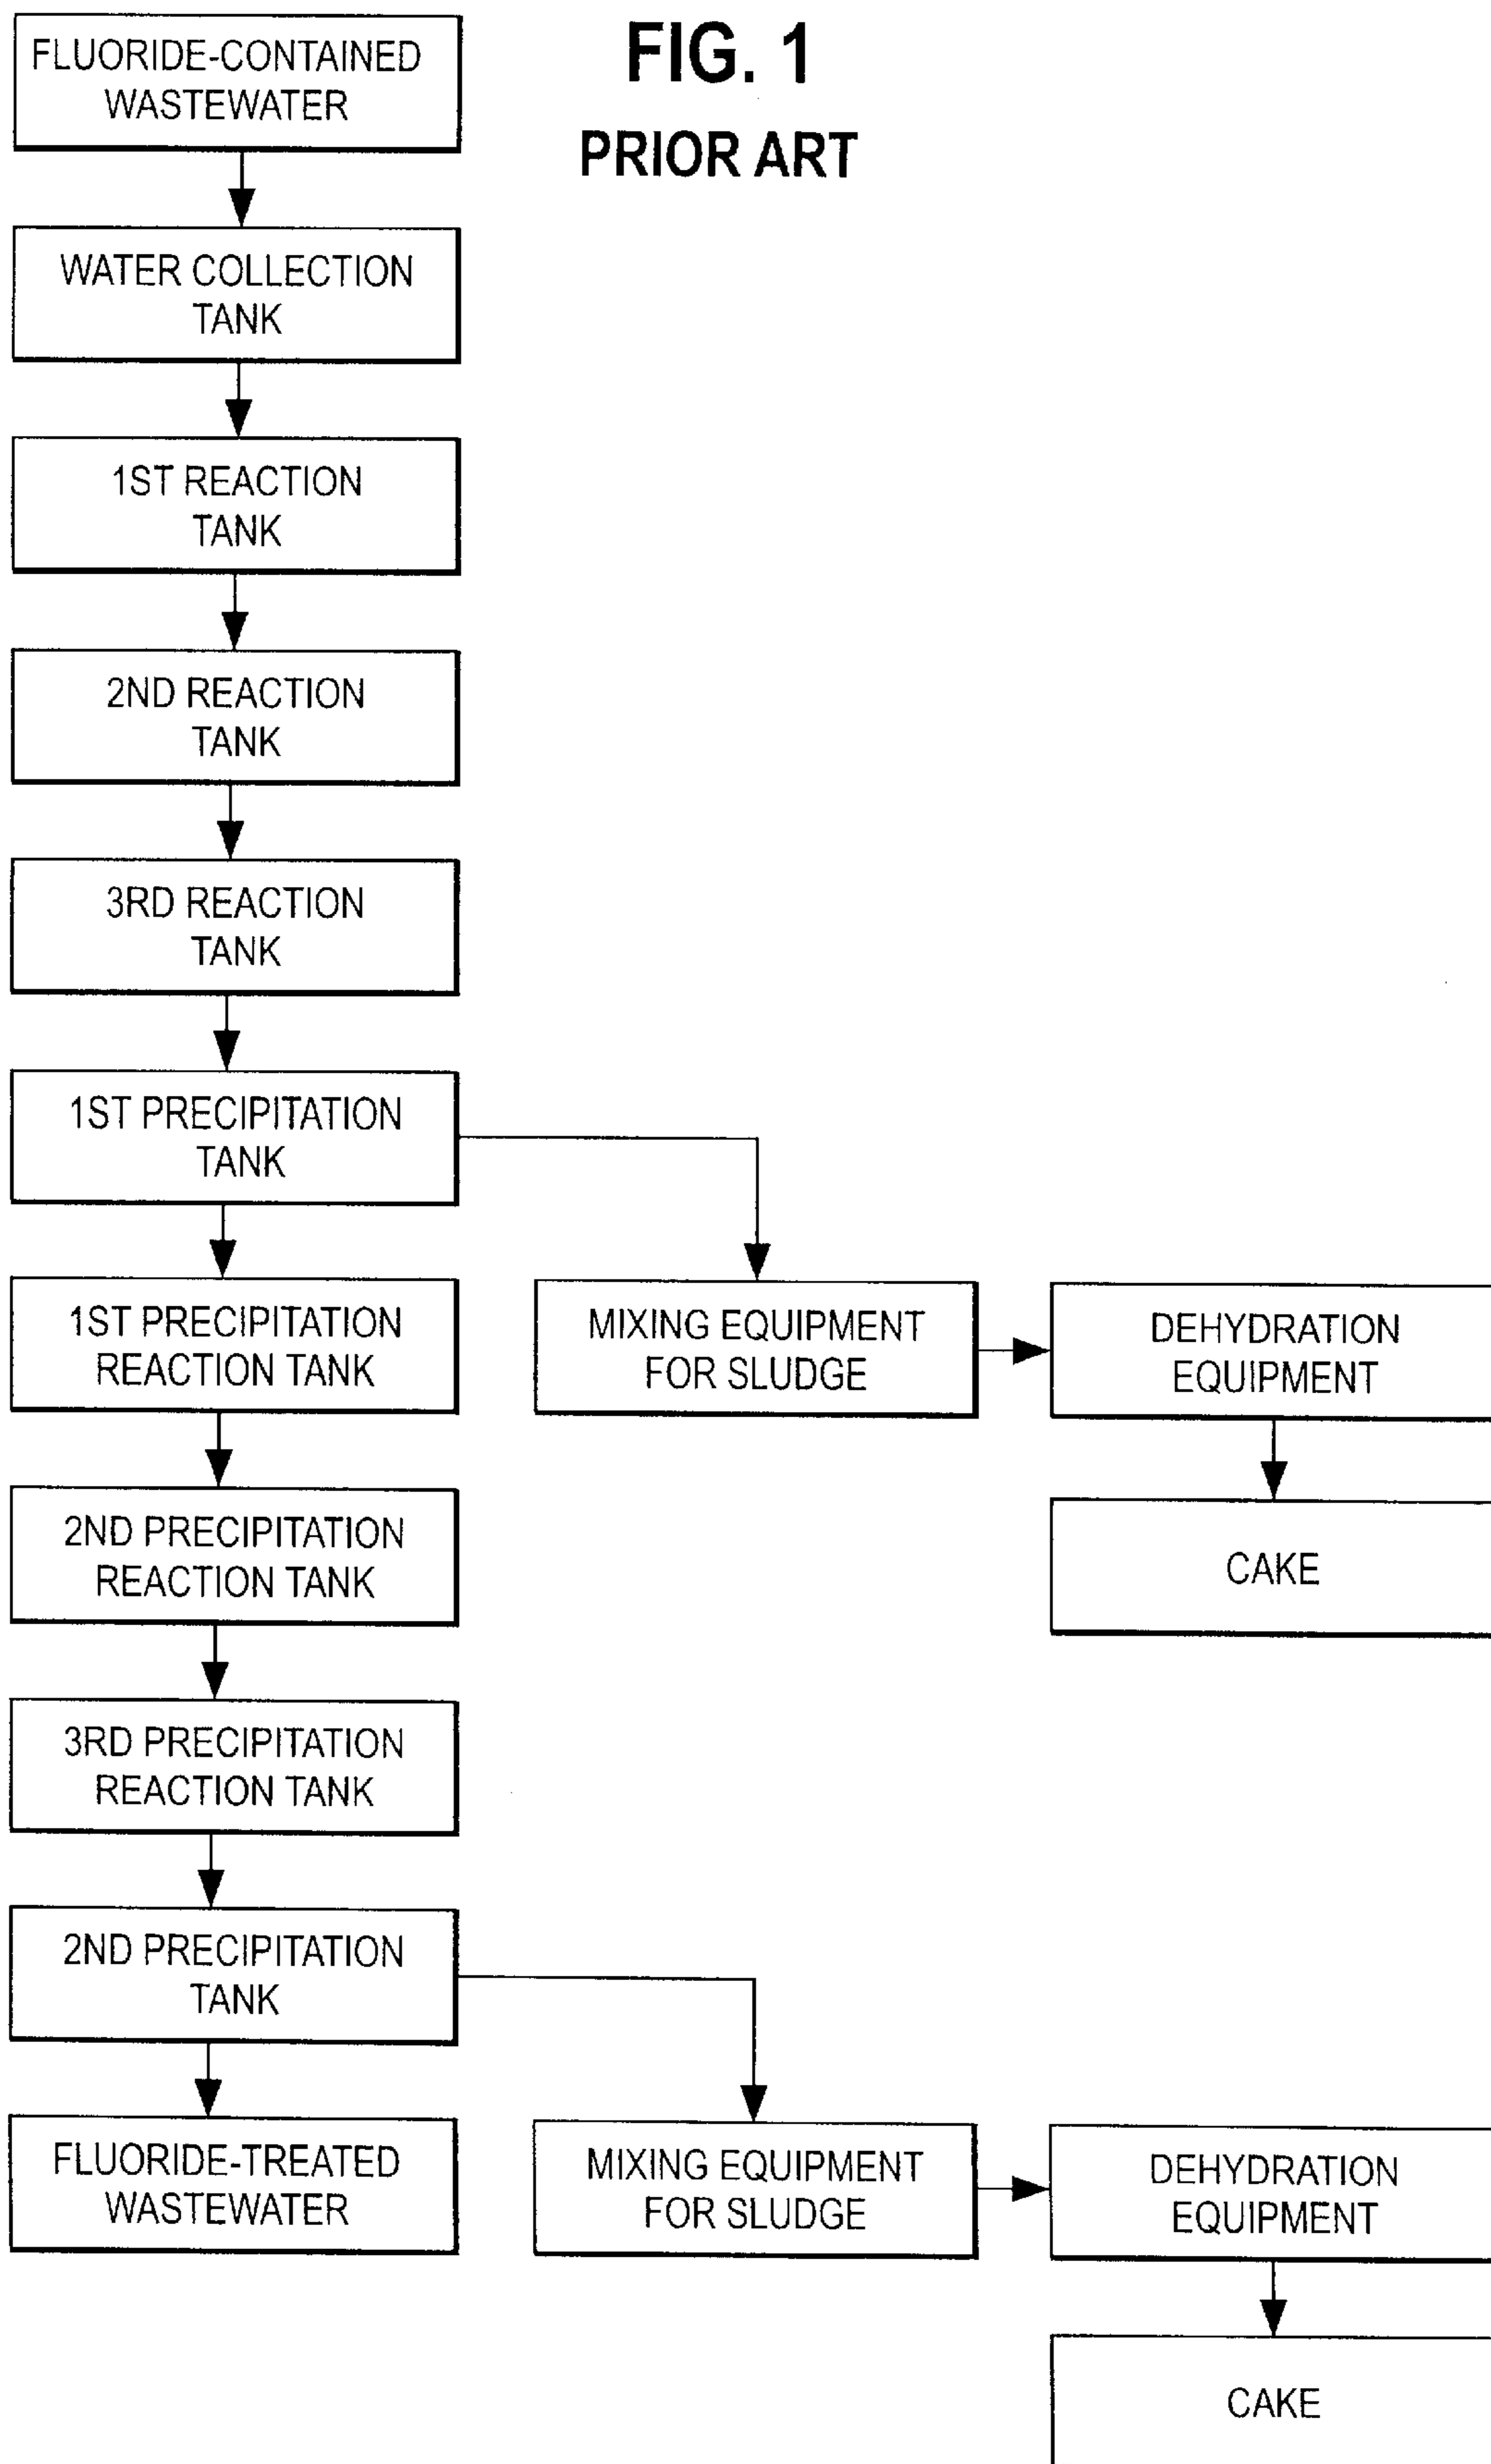 FIG. 1
PRIOR ART
FLUORIDE-CONTAINED
WASTEWATER
WATER COLLECTION
TANK
1ST REACTION
TANK
2ND REACTION
TANK
3RD REACTION
TANK
1ST PRECIPITATION
TANK
1ST PRECIPITATION
REACTION TANK
MIXING EQUIPMENT
FOR SLUDGE
DEHYDRATION
EQUIPMENT
CAKE
2ND PRECIPITATION
REACTION TANK
3RD PRECIPITATION
REACTION TANK
2ND PRECIPITATION
TANK
FLUORIDE-TREATED
WASTEWATER
MIXING EQUIPMENT
FOR SLUDGE
DEHYDRATION
EQUIPMENT
CAKE